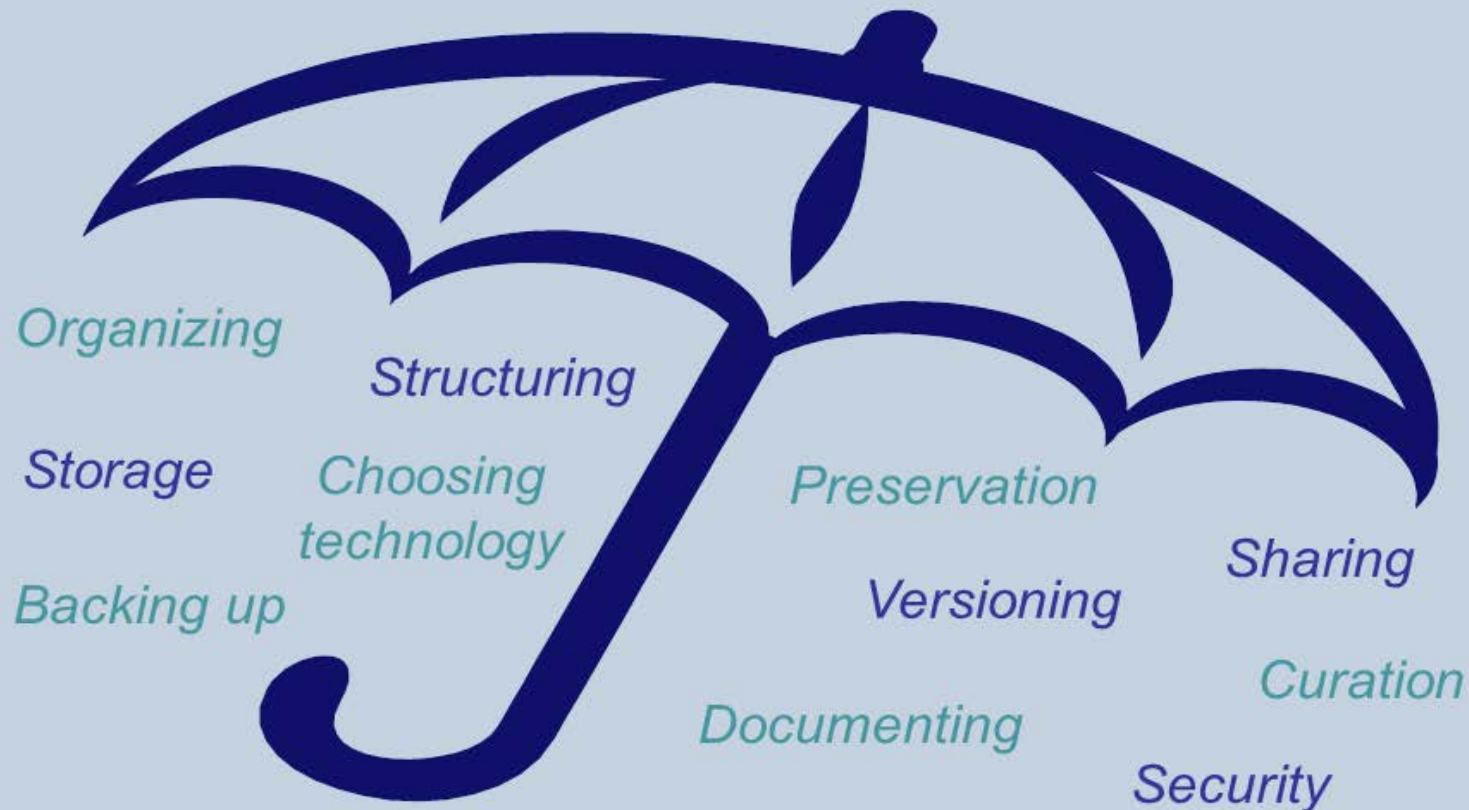 Organizing
Structuring
Storage
Choosing
technology
Backing up
Preservation
Sharing
Versioning
Curation
Documenting
Security